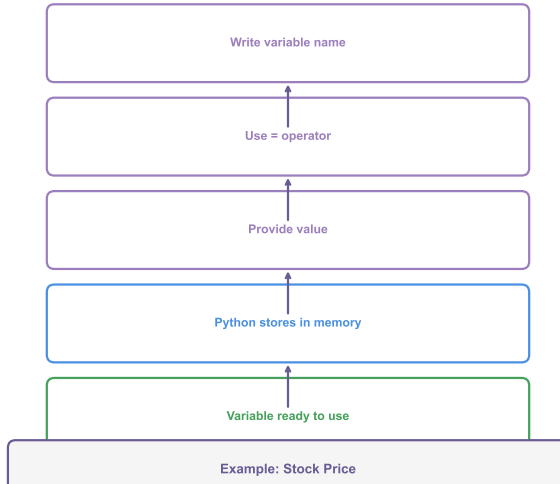 Write variable name
Use = operator
Provide value
Python stores in memory
Variable ready to use
Example: Stock Price